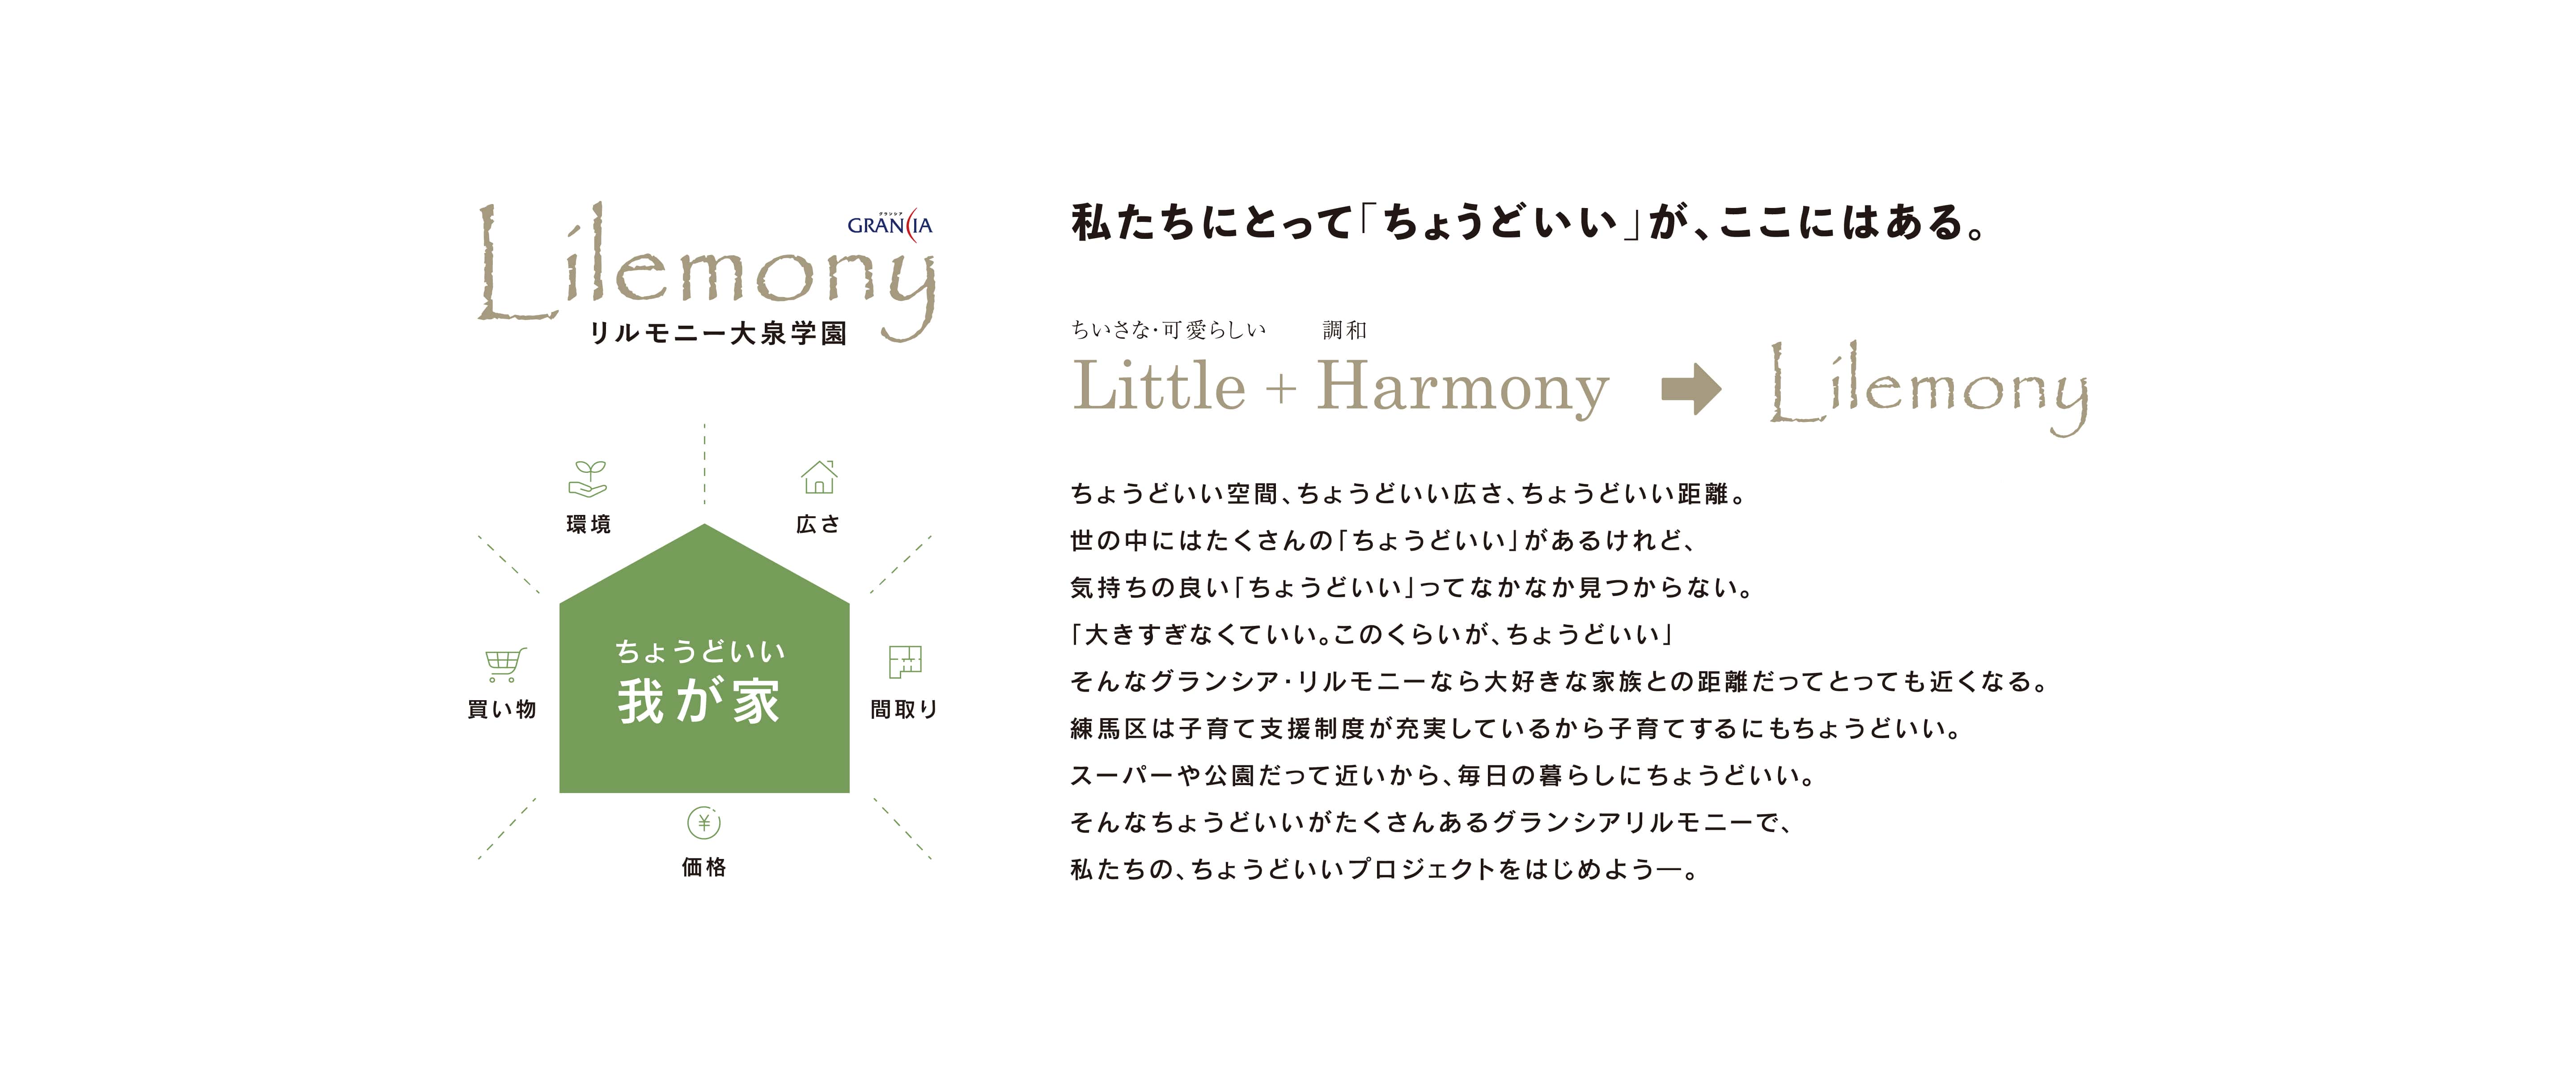 Lilemony
グランシア
GRANCIA
リルモニー大泉学園
環境
広さ
買い物
ちょうどいい
我が家
間取り
¥
価格
私たちにとって「ちょうどいい」が、ここにはある。
ちいさな・可愛らしい 調和
Little + Harmony Lilemony
ちょうどいい空間、ちょうどいい広さ、ちょうどいい距離。
世の中にはたくさんの「ちょうどいい」があるけれど、
気持ちの良い「ちょうどいい」ってなかなか見つからない。
「大きすぎなくていい。このくらいが、ちょうどいい」
そんなグランシア・リルモニーなら大好きな家族との距離だってとっても近くなる。
練馬区は子育て支援制度が充実しているから子育てするにもちょうどいい。
スーパーや公園だって近いから、毎日の暮らしにちょうどいい。
そんなちょうどいいがたくさんあるグランシアリルモニーで、
私たちの、ちょうどいいプロジェクトをはじめよう―。